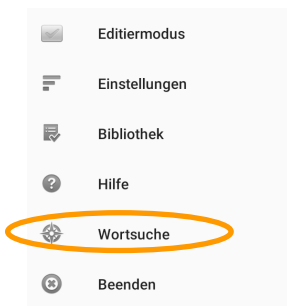 Editiermodus
Einstellungen
Bibliothek
Hilfe
Wortsuche
Beenden